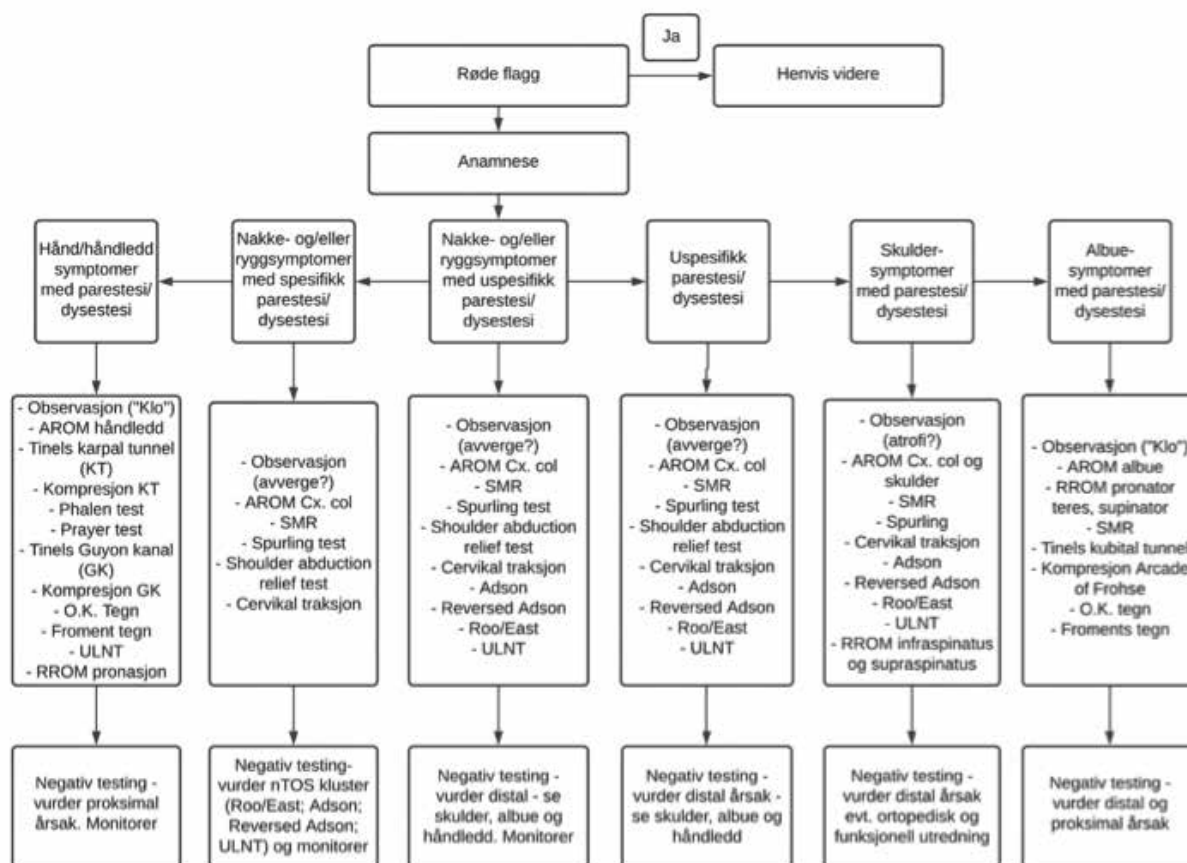 Ja
Røde flagg
Henvis videre
Anamnese
Hånd/håndledd
symptomer
med parestesi/
dysestesi
Nakke- og/eller
ryggsymptomer
med spesifikk
parestesi/
dysestesi
Nakke- og/eller
ryggsymptomer
med uspesifikk
parestesi/
dysestesi
Uspesifikk
parestesi/
dysestesi
Skulder-
symptomer
med parestesi/
dysestesi
Albue-
symptomer
med parestesi/
dysestesi
- Observasjon ("Klo")
- AROM håndledd
- Tinels karpal tunnel
(KT)
- Kompresjon KT
- Phalen test
- Prayer test
- Tinels Guyon kanal
(GK)
- Kompresjon GK
- O.K. Tegn
- Froment tegn
- ULNT
- RROM pronasjon
- Observasjon
(avverge?)
- AROM Cx. col
- SMR
- Spurling test
- Shoulder abduction
relief test
- Cervikal traksjon
- Observasjon
(avverge?)
- AROM Cx. col
- SMR
- Spurling test
- Shoulder abduction
relief test
- Cervikal traksjon
- Adson
- Reversed Adson
- Roo/East
- ULNT
- Observasjon
(avverge?)
- AROM Cx. col
- SMR
- Spurling test
- Shoulder abduction
relief test
- Cervikal traksjon
- Adson
- Reversed Adson
- Roo/East
- ULNT
- Observasjon
(atrofi?)
- AROM Cx. col og
skulder
- SMR
- Spurling
- Cervikal traksjon
- Adson
- Reversed Adson
- Roo/East
- ULNT
- RROM infraspinatus
og supraspinatus
- Observasjon ("Klo")
- AROM albue
- RROM pronator
teres, supinator
- SMR
- Tinels kubital tunnel
- Kompresjon Arcade
of Frohse
- O.K. tegn
- Froments tegn
Negativ testing -
vurder proksimal
årsak. Monitorer
Negativ testing-
vurder nTOS kluster
(Roo/East; Adson;
Reversed Adson;
ULNT) og monitorer
Negativ testing -
vurder distal - se
skulder, albue og
håndledd. Monitorer
Negativ testing -
vurder distal årsak -
se skulder, albue og
håndledd
Negativ testing -
vurder distal årsak
evt. ortopedisk og
funksjonell utredning
Negativ testing -
vurder distal og
proksimal årsak